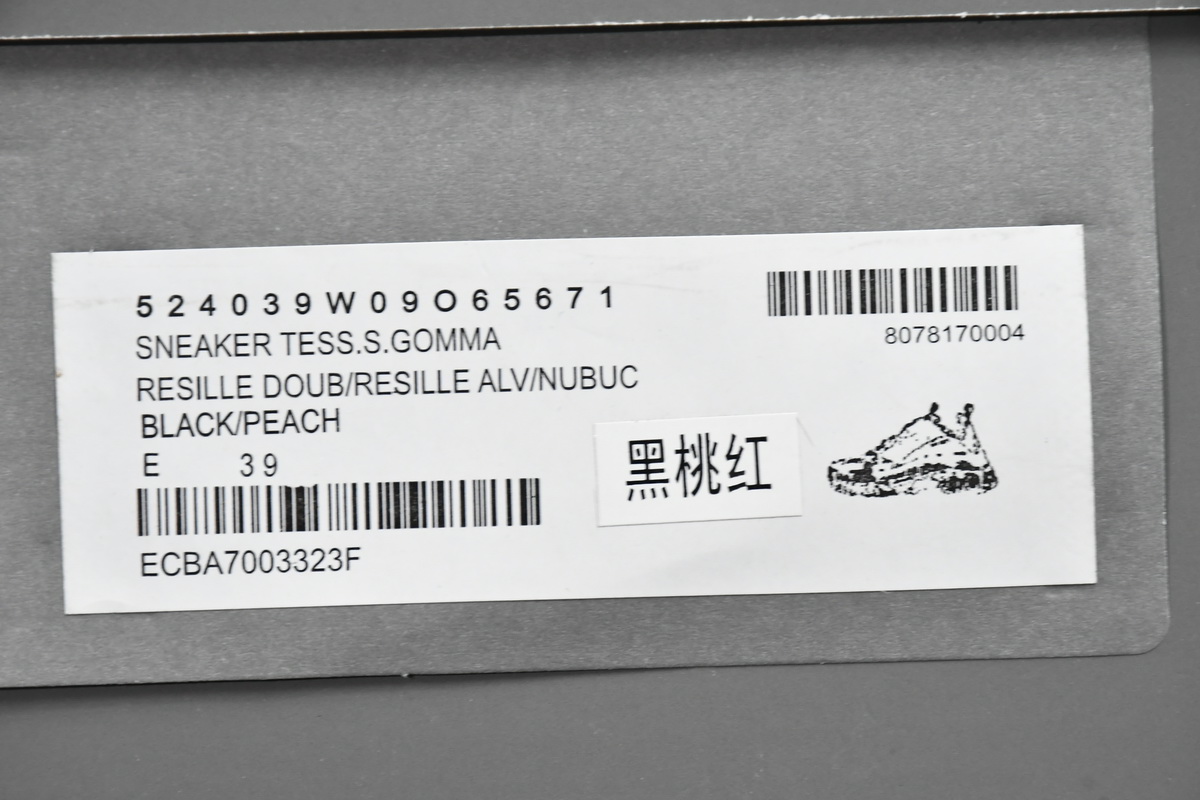 524039W09O65671
SNEAKER TESS.S.GOMMA
RESILLE DOUB/RESILLE ALV/NUBUC
BLACK/PEACH
E 39
ECBA7003323F
8078170004
黑桃红